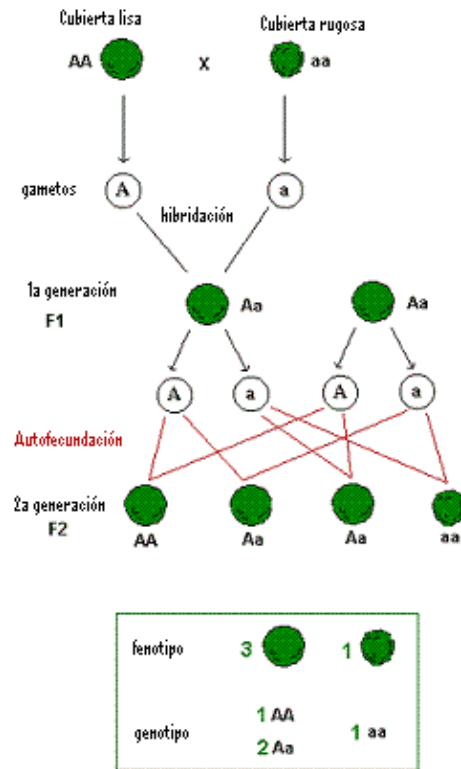 Cubierta lisa Cubierta rugosa
AA x aa
gametos A a
hibridación
1a generación Aa Aa
F1
A a A a
Autofecundación
2a generación
F2
AA Aa Aa aa
fenotipo 3 1
1 AA
genotipo 1 aa
2 Aa